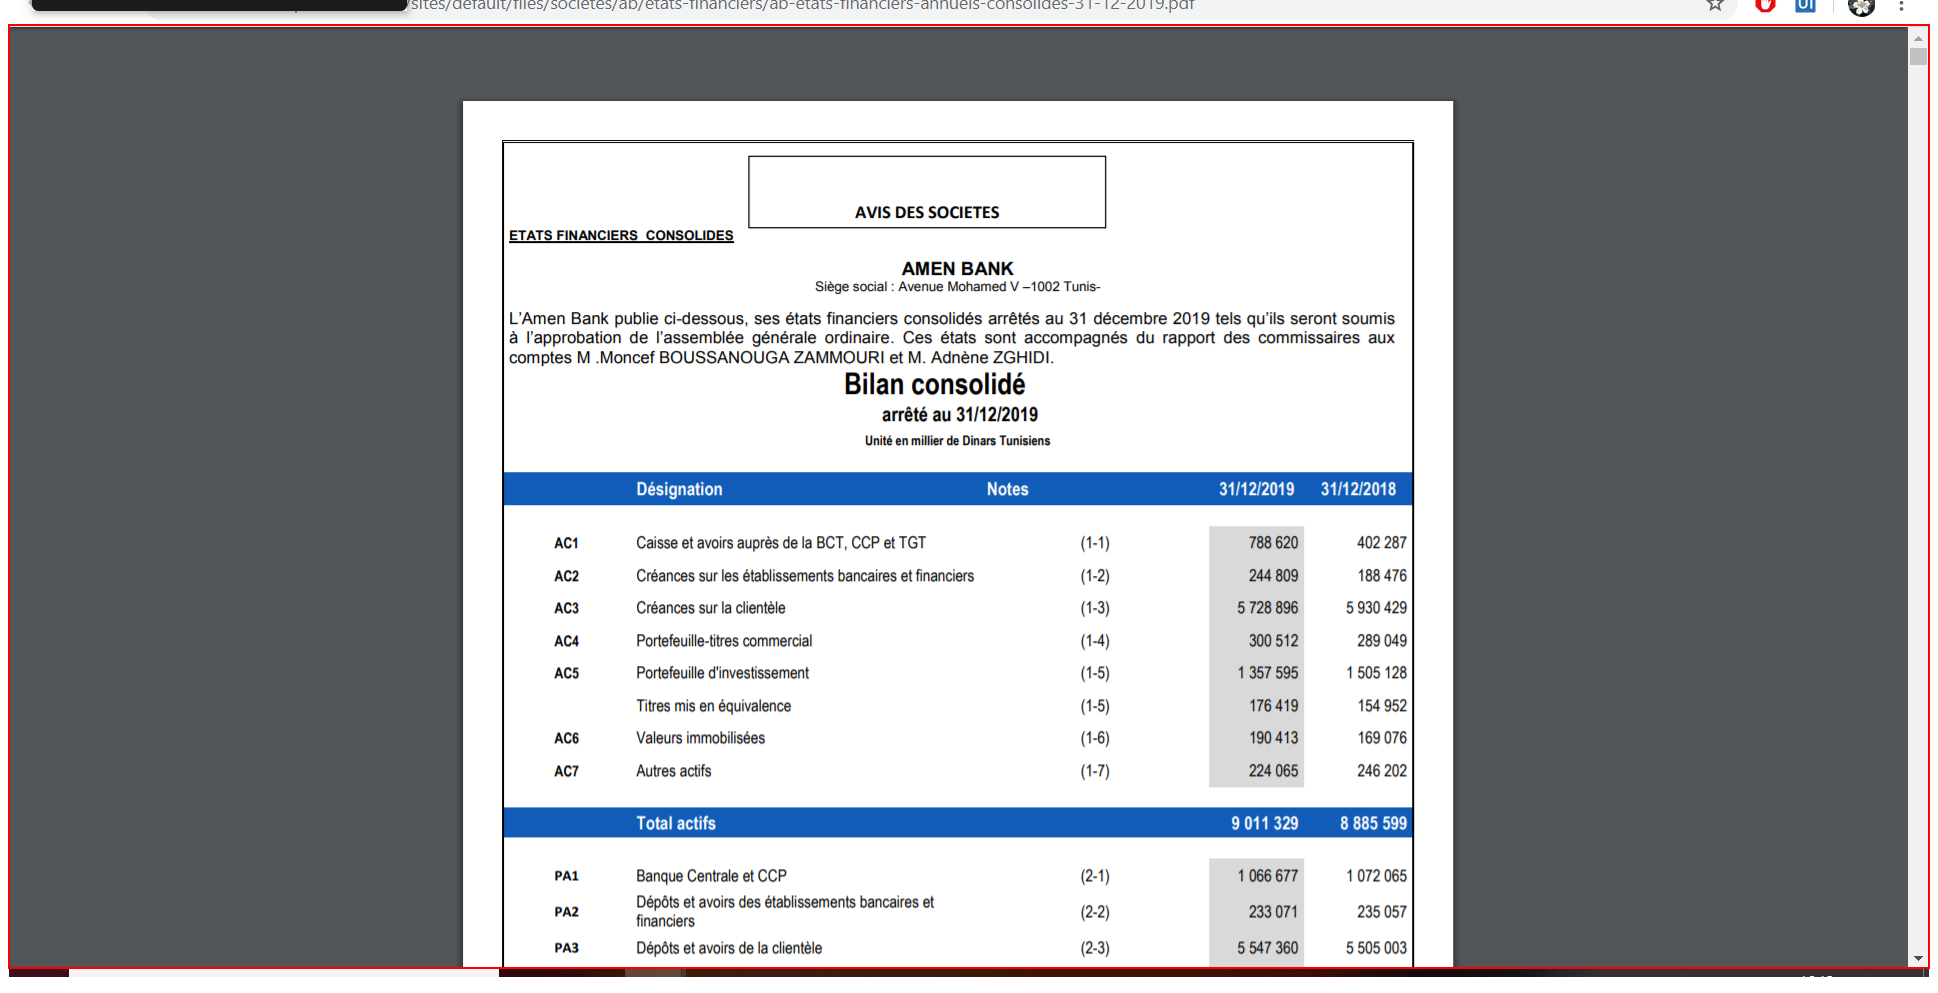 /sites/default/files/societes/ab/etats-financiers/ab-etats-financiers-annuels-consolides-31-12-2019.pdf
AVIS DES SOCIETES
ETATS FINANCIERS CONSOLIDES
AMEN BANK
Siège social : Avenue Mohamed V –1002 Tunis-
L'Amen Bank publie ci-dessous, ses états financiers consolidés arrêtés au 31 décembre 2019 tels qu'ils seront soumis
à l'approbation de l'assemblée générale ordinaire. Ces états sont accompagnés du rapport des commissaires aux
comptes M .Moncef BOUSSANOUGA ZAMMOURI et M. Adnène ZGHIDI.
Bilan consolidé
arrêté au 31/12/2019
Unité en millier de Dinars Tunisiens
Désignation Notes 31/12/2019 31/12/2018
AC1 Caisse et avoirs auprès de la BCT, CCP et TGT (1-1) 788 620 402 287
AC2 Créances sur les établissements bancaires et financiers (1-2) 244 809 188 476
AC3 Créances sur la clientèle (1-3) 5 728 896 5 930 429
AC4 Portefeuille-titres commercial (1-4) 300 512 289 049
AC5 Portefeuille d'investissement (1-5) 1 357 595 1 505 128
Titres mis en équivalence (1-5) 176 419 154 952
AC6 Valeurs immobilisées (1-6) 190 413 169 076
AC7 Autres actifs (1-7) 224 065 246 202
Total actifs 9 011 329 8 885 599
PA1 Banque Centrale et CCP (2-1) 1 066 677 1 072 065
PA2 Dépôts et avoirs des établissements bancaires et
financiers (2-2) 233 071 235 057
PA3 Dépôts et avoirs de la clientèle (2-3) 5 547 360 5 505 003